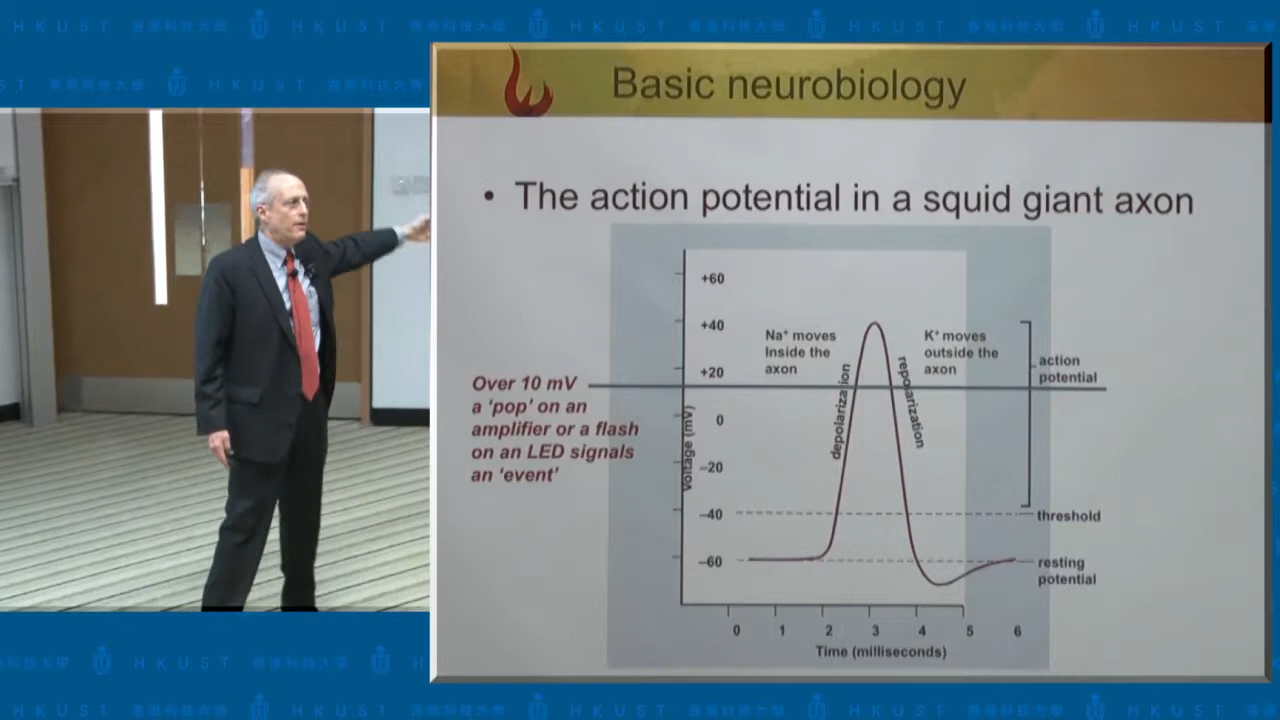 HKUST 香港科技大學
Basic neurobiology
• The action potential in a squid giant axon
+60
+40
+20
0
–20
–40
–60
Voltage (mV)
Na⁺ moves
Inside the
axon
K⁺ moves
outside the
axon
depolarization
repolarization
action
potential
threshold
resting
potential
Over 10 mV
a ‘pop’ on an
amplifier or a flash
on an LED signals
an ‘event’
0 1 2 3 4 5 6
Time (milliseconds)